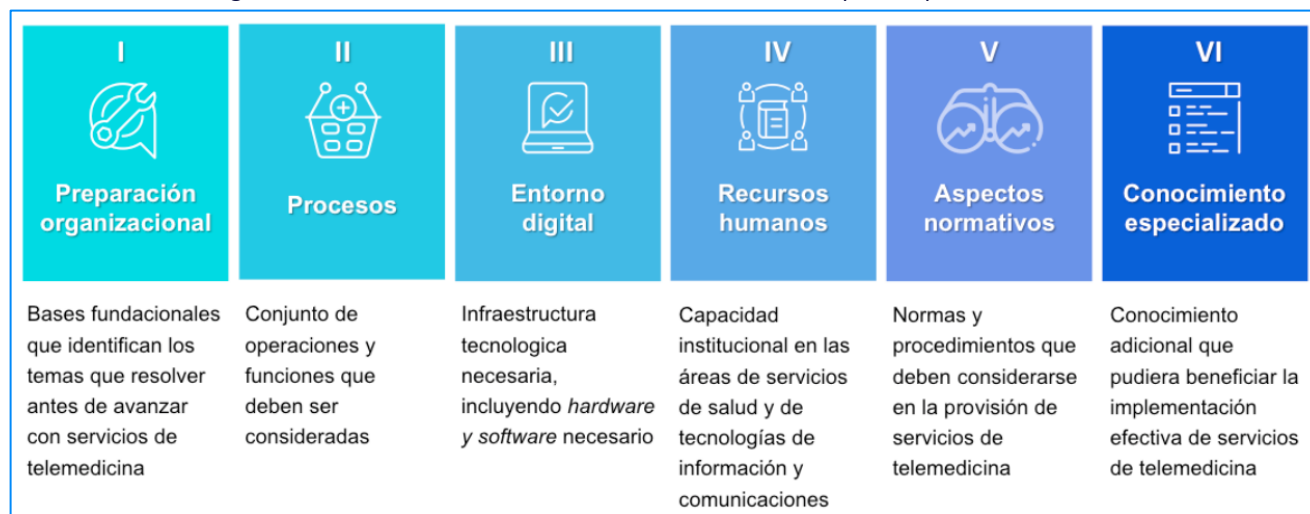 I
Preparación
organizacional
Bases fundacionales
que identifican los
temas que resolver
antes de avanzar
con servicios de
telemedicina
II
Procesos
Conjunto de
operaciones y
funciones que
deben ser
consideradas
III
Entorno
digital
Infraestructura
tecnologica
necesaria,
incluyendo hardware
y software necesario
IV
Recursos
humanos
Capacidad
institucional en las
áreas de servicios
de salud y de
tecnologías de
información y
comunicaciones
V
Aspectos
normativos
Normas y
procedimientos que
deben considerarse
en la provisión de
servicios de
telemedicina
VI
Conocimiento
especializado
Conocimiento
adicional que
pudiera beneficiar la
implementación
efectiva de servicios
de telemedicina